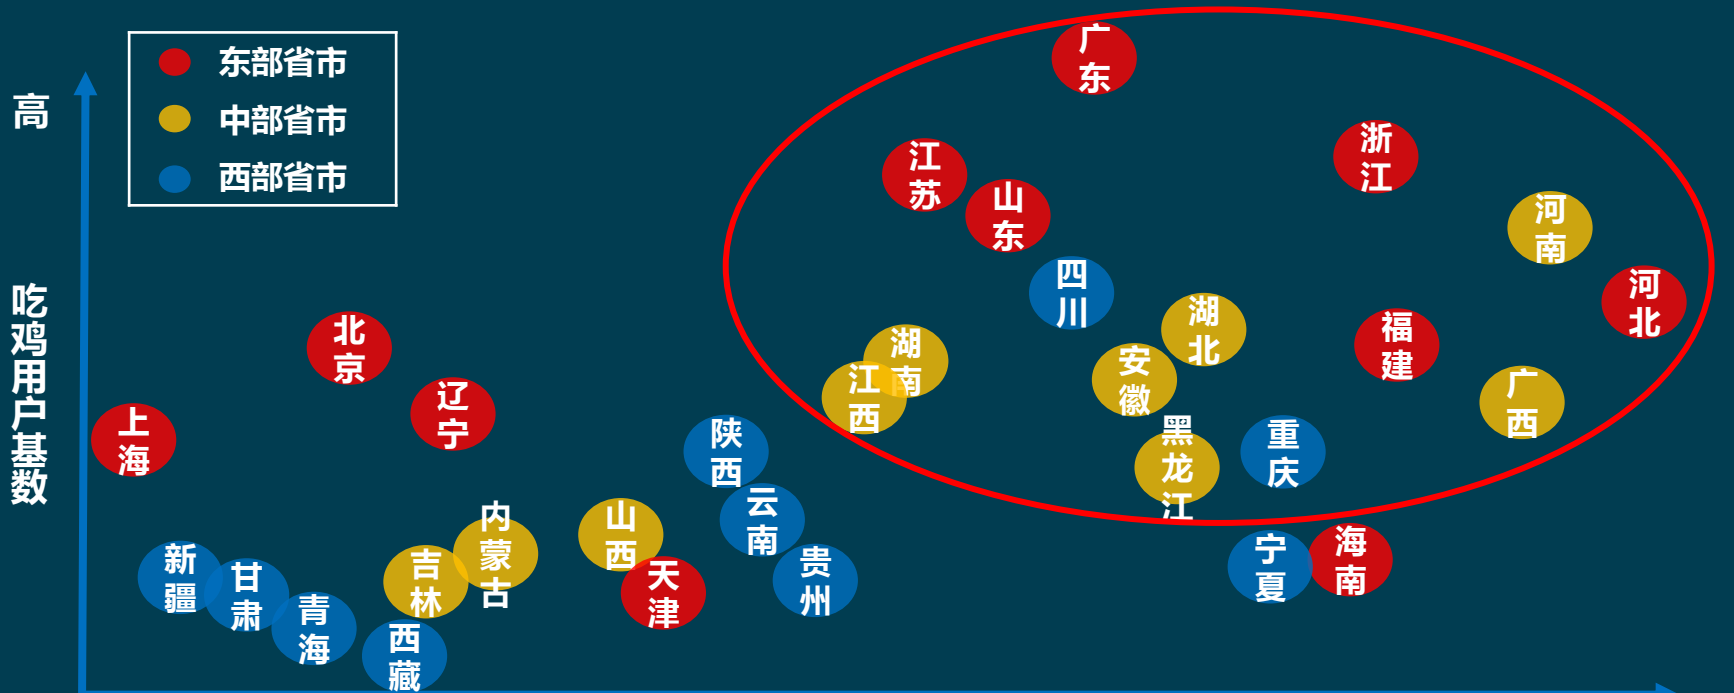 东部省市
中部省市
西部省市
高
吃鸡用户基数
广东
浙江
江苏
山东
河南
四川
河北
湖北
福建
北京
湖南
安徽
江西
广西
辽宁
上海
陕西
黑龙江
重庆
云南
山西
内蒙古
海南
宁夏
新疆
甘肃
吉林
天津
贵州
青海
西藏